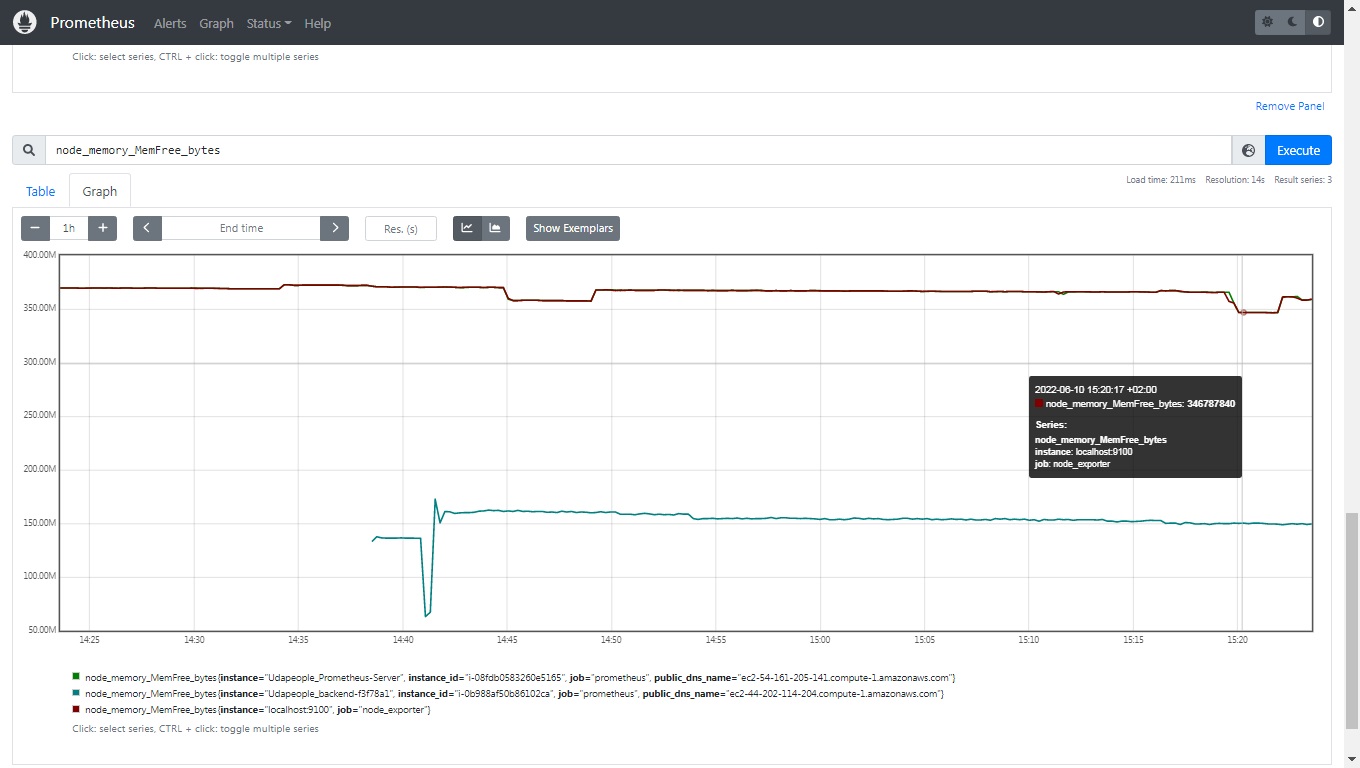 Prometheus Alerts Graph Status Help
Click: select series, CTRL + click: toggle multiple series
Remove Panel
node_memory_MemFree_bytes
Execute
Table Graph
Load time: 211ms Resolution: 14s Result series: 3
− 1h + End time Res. (s) Show Exemplars
400.00M
350.00M
300.00M
250.00M
200.00M
150.00M
100.00M
50.00M
2022-06-10 15:20:17 +02:00
node_memory_MemFree_bytes: 346787840
Series:
node_memory_MemFree_bytes
instance: localhost:9100
job: node_exporter
14:25 14:30 14:35 14:40 14:45 14:50 14:55 15:00 15:05 15:10 15:15 15:20
node_memory_MemFree_bytes{instance="Udapeople_Prometheus-Server", instance_id="i-08fdb0583260e5165", job="prometheus", public_dns_name="ec2-54-161-205-141.compute-1.amazonaws.com"}
node_memory_MemFree_bytes{instance="Udapeople_backend-f3f78a1", instance_id="i-0b988af50b86102ca", job="prometheus", public_dns_name="ec2-44-202-114-204.compute-1.amazonaws.com"}
node_memory_MemFree_bytes{instance="localhost:9100", job="node_exporter"}
Click: select series, CTRL + click: toggle multiple series